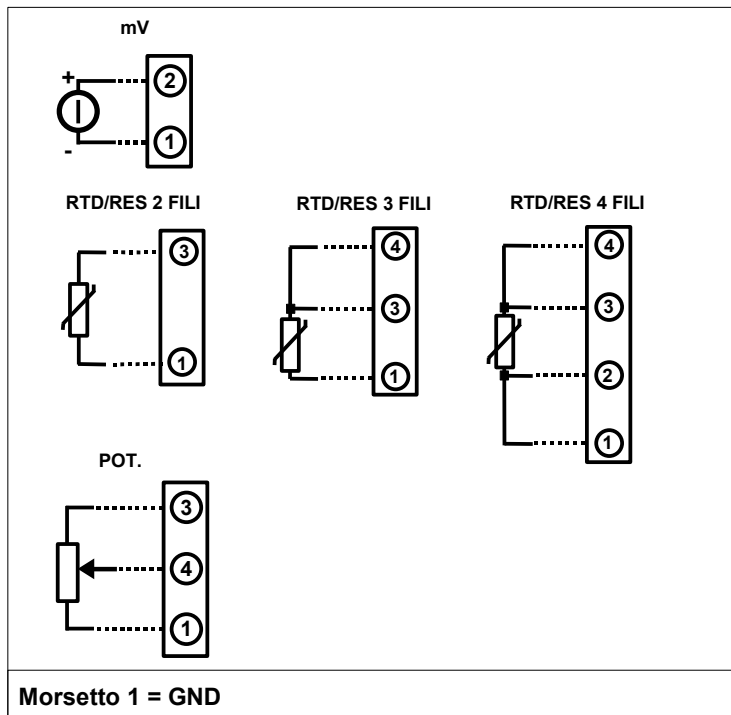 mV
+
2
1
-
RTD/RES 2 FILI
3
1
RTD/RES 3 FILI
4
3
1
RTD/RES 4 FILI
4
3
2
1
POT.
3
4
1
Morsetto 1 = GND